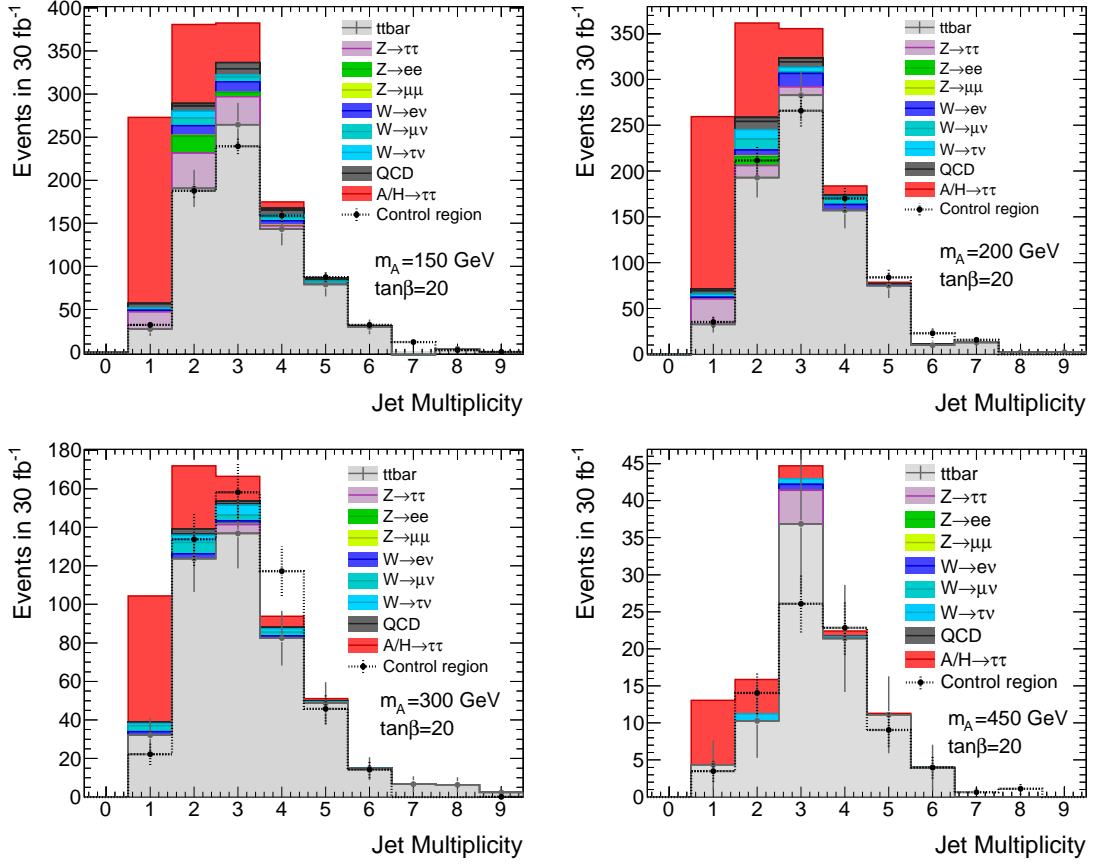 Events in 30 fb⁻¹
400
350
300
250
200
150
100
50
0
ttbar
Z→ττ
Z→ee
Z→μμ
W→eν
W→μν
W→τν
QCD
A/H→ττ
Control region
m_A=150 GeV
tanβ=20
0 1 2 3 4 5 6 7 8 9
Jet Multiplicity
Events in 30 fb⁻¹
350
300
250
200
150
100
50
0
ttbar
Z→ττ
Z→ee
Z→μμ
W→eν
W→μν
W→τν
QCD
A/H→ττ
Control region
m_A=200 GeV
tanβ=20
0 1 2 3 4 5 6 7 8 9
Jet Multiplicity
Events in 30 fb⁻¹
180
160
140
120
100
80
60
40
20
0
ttbar
Z→ττ
Z→ee
Z→μμ
W→eν
W→μν
W→τν
QCD
A/H→ττ
Control region
m_A=300 GeV
tanβ=20
0 1 2 3 4 5 6 7 8 9
Jet Multiplicity
Events in 30 fb⁻¹
45
40
35
30
25
20
15
10
5
0
ttbar
Z→ττ
Z→ee
Z→μμ
W→eν
W→μν
W→τν
QCD
A/H→ττ
Control region
m_A=450 GeV
tanβ=20
0 1 2 3 4 5 6 7 8 9
Jet Multiplicity